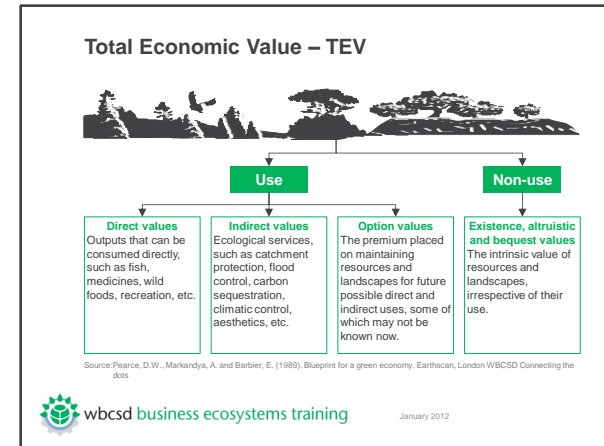 Total Economic Value – TEV
Use
Non-use
Direct values
Outputs that can be
consumed directly,
such as fish,
medicines, wild
foods, recreation, etc.
Indirect values
Ecological services,
such as catchment
protection, flood
control, carbon
sequestration,
climatic control,
aesthetics, etc.
Option values
The premium placed
on maintaining
resources and
landscapes for future
possible direct and
indirect uses, some of
which may not be
known now.
Existence, altruistic
and bequest values
The intrinsic value of
resources and
landscapes,
irrespective of their
use.
Source:Pearce, D.W., Markandya, A. and Barbier, E. (1989). Blueprint for a green economy. Earthscan, London WBCSD Connecting the
dots
wbcsd business ecosystems training
January 2012